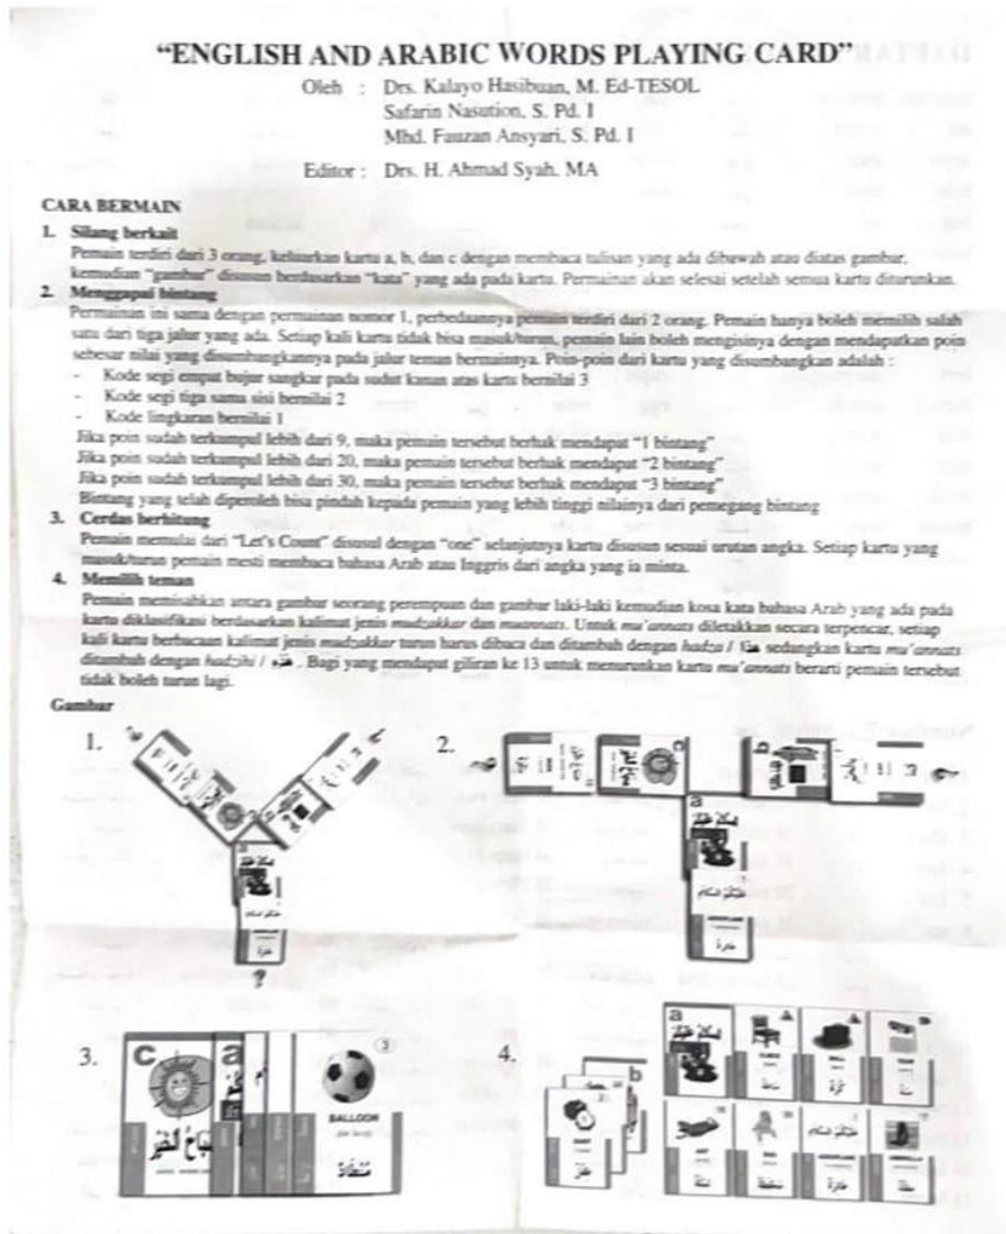 “ENGLISH AND ARABIC WORDS PLAYING CARD”
Oleh : Drs. Kalayo Hasibuan, M. Ed-TESOL
Safarin Nasution, S. Pd. I
Mhd. Fauzan Ansyari, S. Pd. I
Editor : Drs. H. Ahmad Syah, MA
CARA BERMAIN
1. Silang berkait
Pemain terdiri dari 3 orang, keluarkan kartu a, b, dan c dengan membaca tulisan yang ada dibawah atau diatas gambar,
kemudian “gambar” disusun berdasarkan “kata” yang ada pada kartu. Permainan akan selesai setelah semua kartu diturunkan.
2. Menggapai bintang
Permainan ini sama dengan permainan nomor 1, perbedaannya pemain terdiri dari 2 orang. Pemain hanya boleh memilih salah
satu dari tiga jalur yang ada. Setiap kali kartu tidak bisa masuk/turun, pemain lain boleh mengisinya dengan mendapatkan poin
sebesar nilai yang disumbangkannya pada jalur teman bermainnya. Poin-poin dari kartu yang disumbangkan adalah :
- Kode segi empat bujur sangkar pada sudut kanan atas kartu bernilai 3
- Kode segi tiga sama sisi bernilai 2
- Kode lingkaran bernilai 1
Jika poin sudah terkumpul lebih dari 9, maka pemain tersebut berhak mendapat “1 bintang”
Jika poin sudah terkumpul lebih dari 20, maka pemain tersebut berhak mendapat “2 bintang”
Jika poin sudah terkumpul lebih dari 30, maka pemain tersebut berhak mendapat “3 bintang”
Bintang yang telah diperoleh bisa pindah kepada pemain yang lebih tinggi nilainya dari pemegang bintang
3. Cerdas berhitung
Pemain memulai dari “Let’s Count” disusul dengan “one” selanjutnya kartu disusun sesuai urutan angka. Setiap kartu yang
masuk/turun pemain mesti membaca bahasa Arab atau Inggris dari angka yang ia minta.
4. Memilih teman
Pemain memisahkan antara gambar seorang perempuan dan gambar laki-laki kemudian kosa kata bahasa Arab yang ada pada
kartu diklasifikasi berdasarkan kalimat jenis mudzakkar dan muannats. Untuk mu’annats diletakkan secara terpencar, setiap
kali kartu berbacaan kalimat jenis mudzakkar turun harus dibaca dan ditambah dengan hadza / هذا sedangkan kartu mu’annats
ditambah dengan hadzihi / هذه . Bagi yang mendapat giliran ke 13 untuk menurunkan kartu mu’annats berarti pemain tersebut
tidak boleh turun lagi.
Gambar
1.
2.
?
c
b
?
a
a
?
3.
c
a
3
BALLOON
4.
b
a